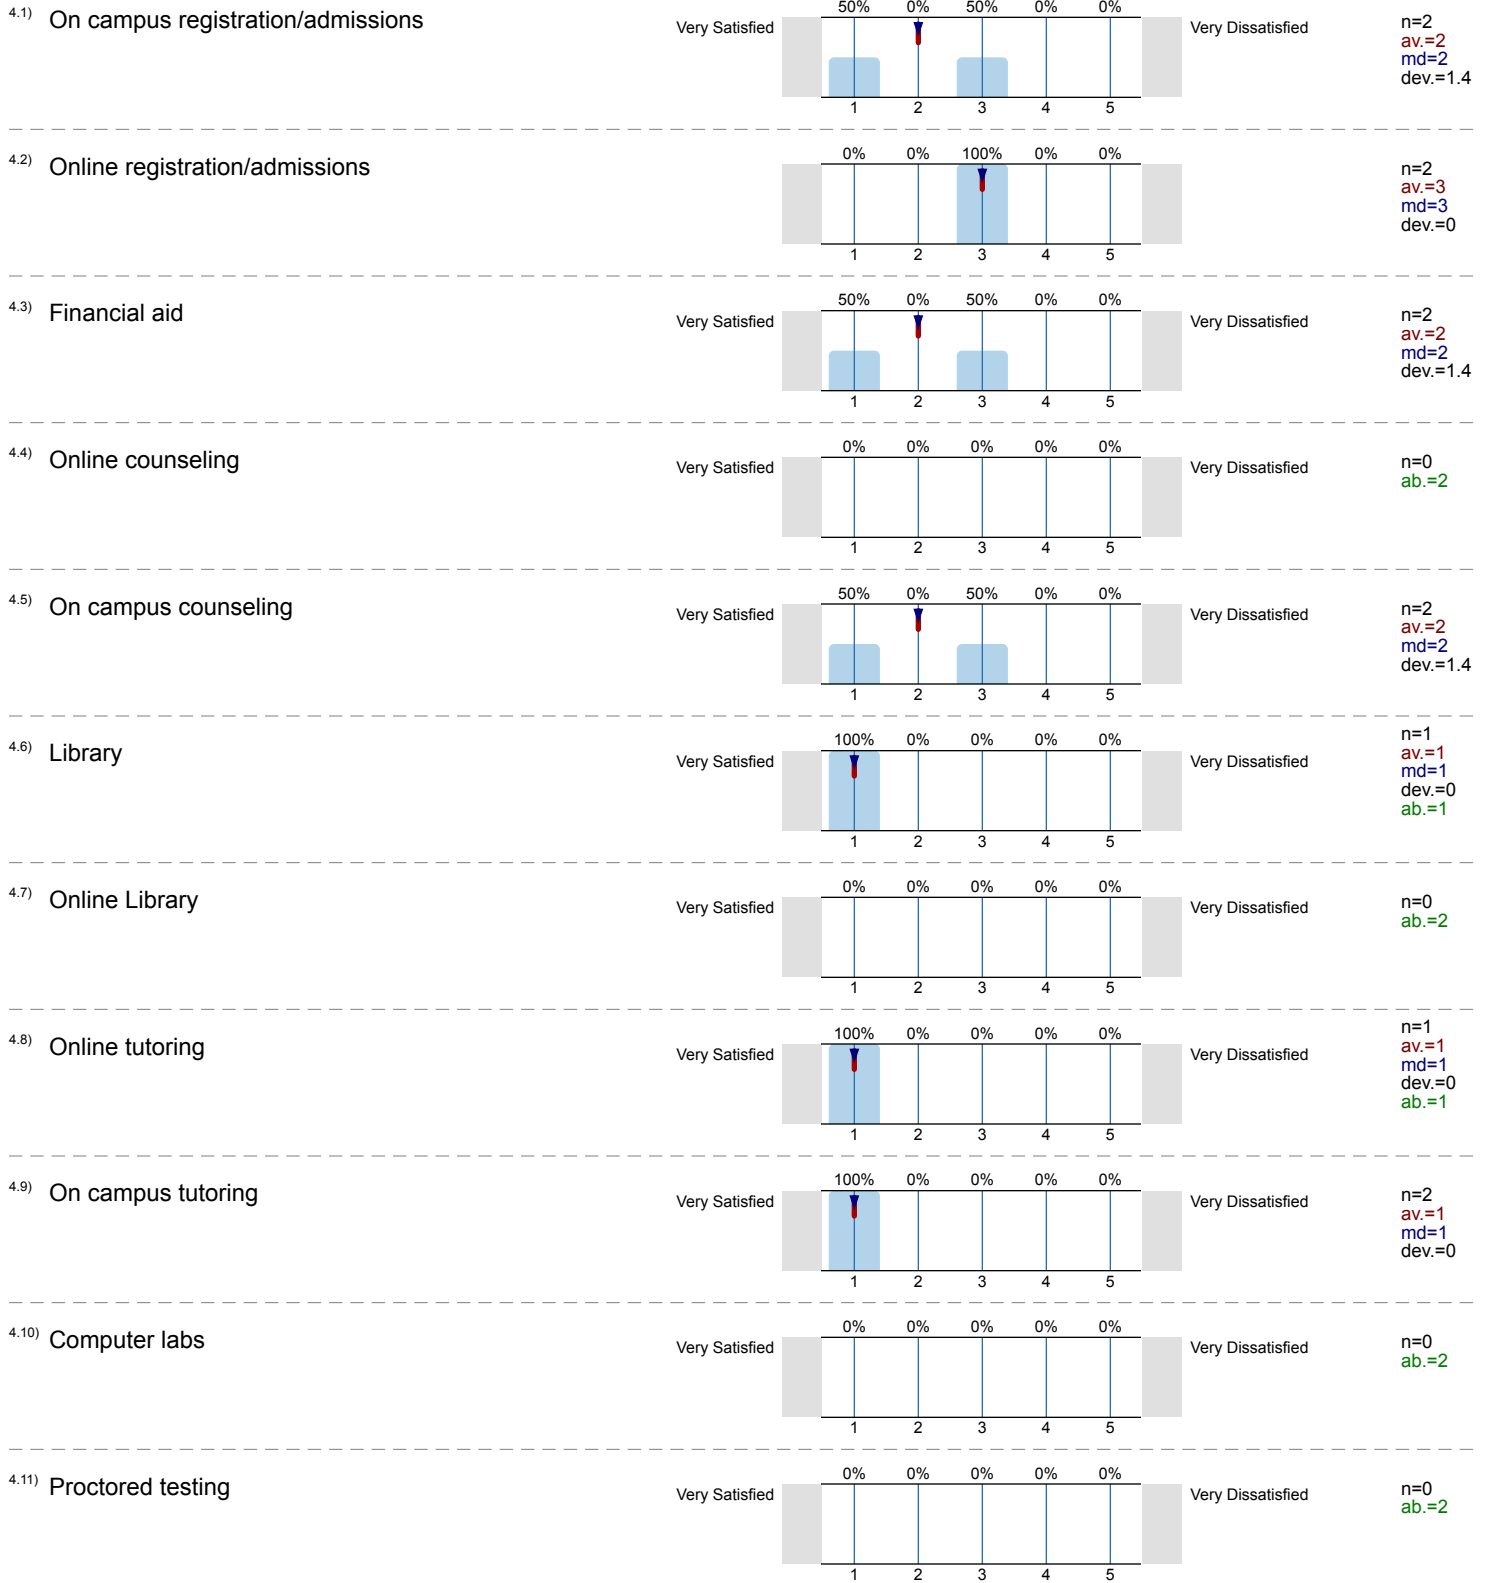 4.1) On campus registration/admissions
50% 0% 50% 0% 0%
Very Satisfied Very Dissatisfied
n=2
av.=2
md=2
dev.=1.4
1 2 3 4 5
4.2) Online registration/admissions
0% 0% 100% 0% 0%
n=2
av.=3
md=3
dev.=0
1 2 3 4 5
4.3) Financial aid
50% 0% 50% 0% 0%
Very Satisfied Very Dissatisfied
n=2
av.=2
md=2
dev.=1.4
1 2 3 4 5
4.4) Online counseling
0% 0% 0% 0% 0%
Very Satisfied Very Dissatisfied
n=0
ab.=2
1 2 3 4 5
4.5) On campus counseling
50% 0% 50% 0% 0%
Very Satisfied Very Dissatisfied
n=2
av.=2
md=2
dev.=1.4
1 2 3 4 5
4.6) Library
100% 0% 0% 0% 0%
Very Satisfied Very Dissatisfied
n=1
av.=1
md=1
dev.=0
ab.=1
1 2 3 4 5
4.7) Online Library
0% 0% 0% 0% 0%
Very Satisfied Very Dissatisfied
n=0
ab.=2
1 2 3 4 5
4.8) Online tutoring
100% 0% 0% 0% 0%
Very Satisfied Very Dissatisfied
n=1
av.=1
md=1
dev.=0
ab.=1
1 2 3 4 5
4.9) On campus tutoring
100% 0% 0% 0% 0%
Very Satisfied Very Dissatisfied
n=2
av.=1
md=1
dev.=0
1 2 3 4 5
4.10) Computer labs
0% 0% 0% 0% 0%
Very Satisfied Very Dissatisfied
n=0
ab.=2
1 2 3 4 5
4.11) Proctored testing
0% 0% 0% 0% 0%
Very Satisfied Very Dissatisfied
n=0
ab.=2
1 2 3 4 5